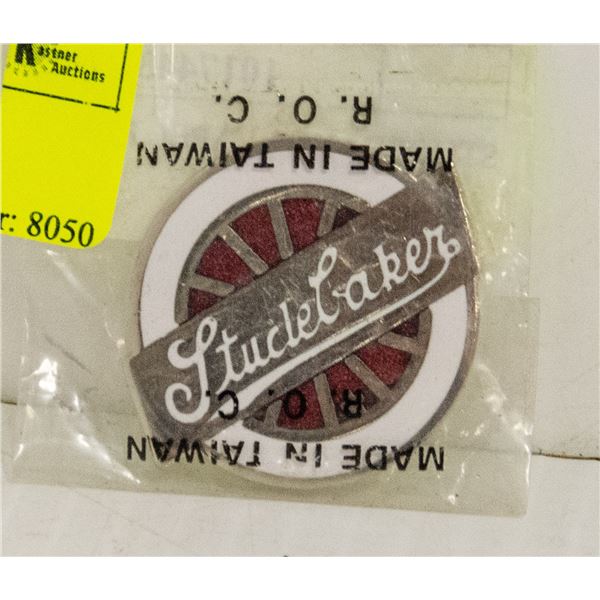 Kastner
Auctions
r: 8050
R. O. C.
MADE IN TAIWAN
Studebaker
R. O. C.
MADE IN TAIWAN